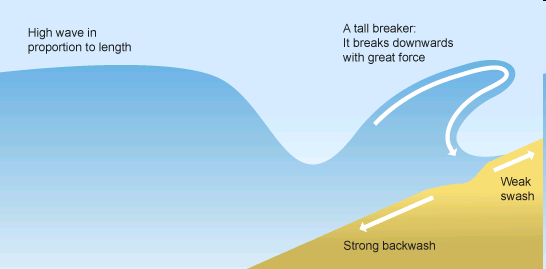 High wave in
proportion to length
A tall breaker:
It breaks downwards
with great force
Weak
swash
Strong backwash